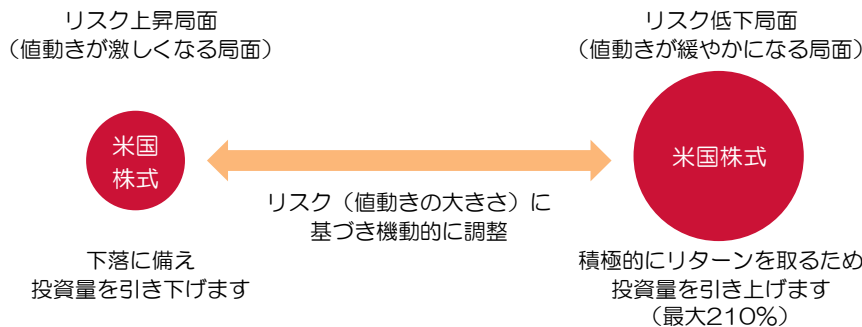 リスク上昇局面
（値動きが激しくなる局面）
リスク低下局面
（値動きが緩やかになる局面）
米国
株式
米国株式
リスク（値動きの大きさ）に
基づき機動的に調整
下落に備え
投資量を引き下げます
積極的にリターンを取るため
投資量を引き上げます
（最大210％）